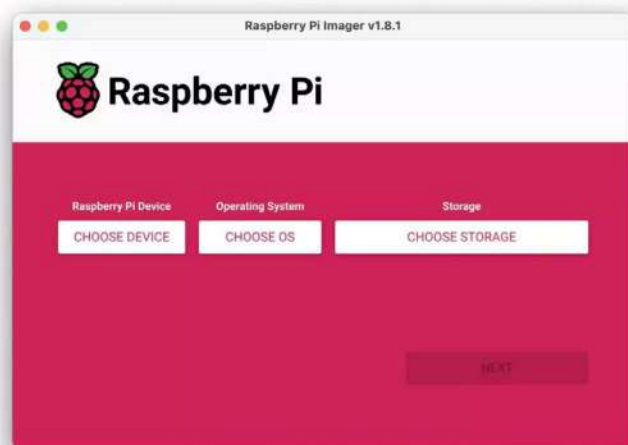 Raspberry Pi Imager v1.8.1
Raspberry Pi
Raspberry Pi Device Operating System Storage
CHOOSE DEVICE CHOOSE OS CHOOSE STORAGE
NEXT